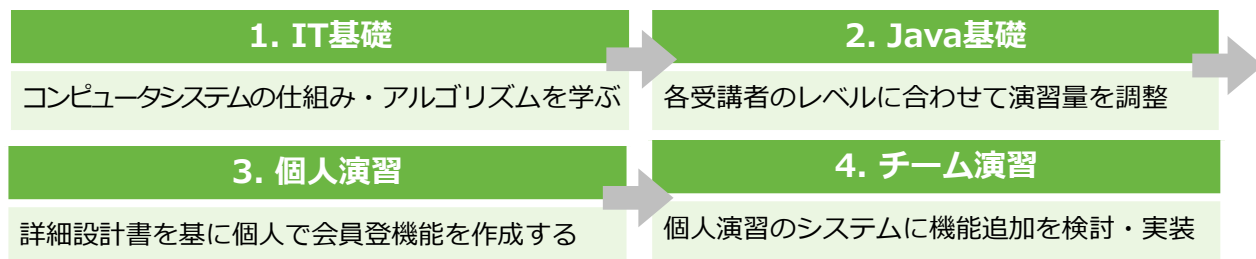 1. IT基礎
コンピュータシステムの仕組み・アルゴリズムを学ぶ
2. Java基礎
各受講者のレベルに合わせて演習量を調整
3. 個人演習
詳細設計書を基に個人で会員登機能を作成する
4. チーム演習
個人演習のシステムに機能追加を検討・実装